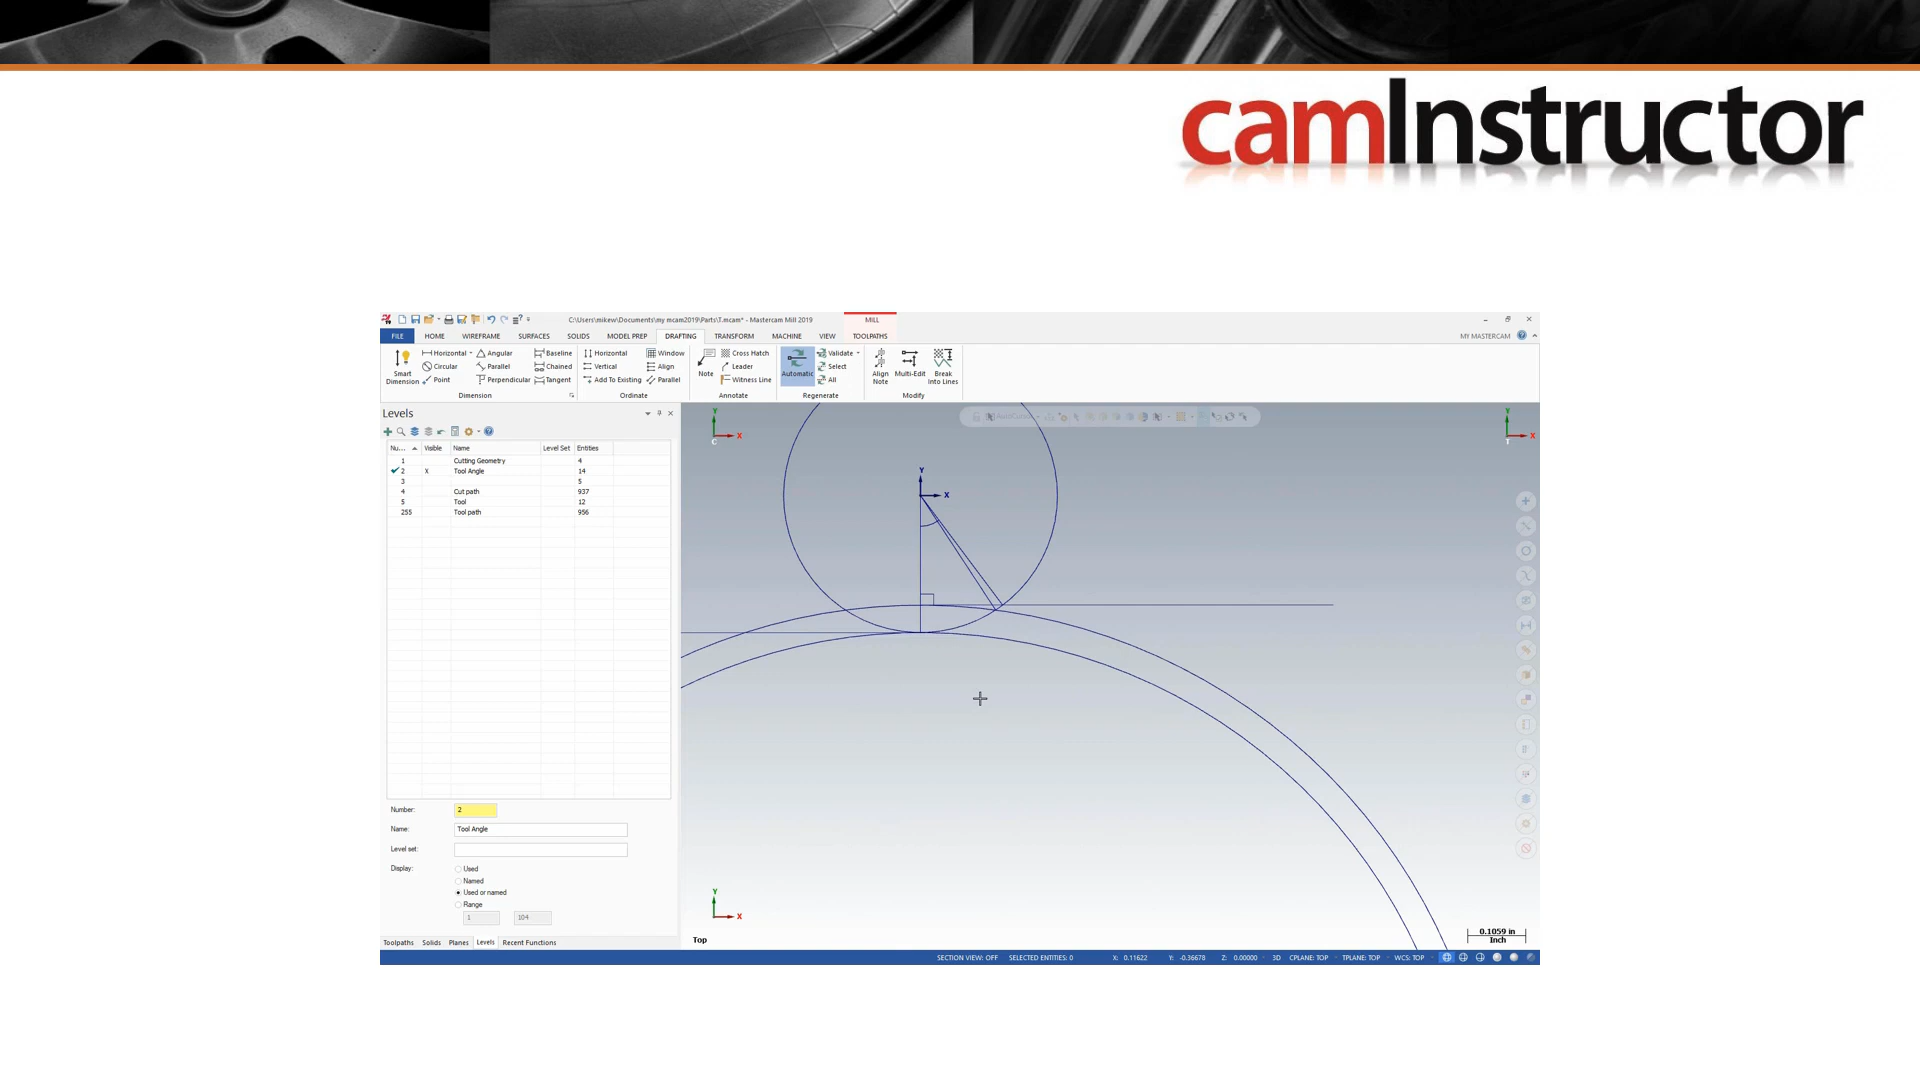 camInstructor
C:\Users\mikew\Documents\my mcam2019\Parts\T.mcam* - Mastercam Mill 2019
MILL
FILE HOME WIREFRAME SURFACES SOLIDS MODEL PREP DRAFTING TRANSFORM MACHINE VIEW TOOLPATHS MY MASTERCAM
Smart Dimension
Horizontal Angular Baseline
Circular Parallel Chained
Point Perpendicular Tangent
Dimension
Horizontal Window
Vertical Align
Add To Existing Parallel
Ordinate
Note
Cross Hatch
Leader
Witness Line
Annotate
Automatic
Validate
Select
All
Regenerate
Align Note
Multi-Edit
Break Into Lines
Modify
Levels
Nu... Visible Name Level Set Entities
1 Cutting Geometry 4
2 X Tool Angle 14
3 5
4 Cut path 937
5 Tool 12
255 Tool path 956
Number: 2
Name: Tool Angle
Level set:
Display: Used
Named
Used or named
Range
1 104
Toolpaths Solids Planes Levels Recent Functions
AutoCursor
Y
X
C
Y
X
T
Y
X
Y
X
Top
0.1059 in
Inch
SECTION VIEW: OFF SELECTED ENTITIES: 0 X: 0.11622 Y: -0.36678 Z: 0.00000 3D CPLANE: TOP TPLANE: TOP WCS: TOP